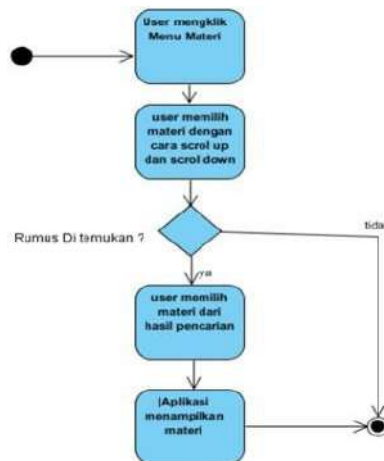 User mengklik
Menu Materi
user memilih
materi dengan
cara scrol up
dan scrol down
Rumus Di temukan ?
tida
ya
user memilih
materi dari
hasil pencarian
|Aplikasi
menampilkan
materi